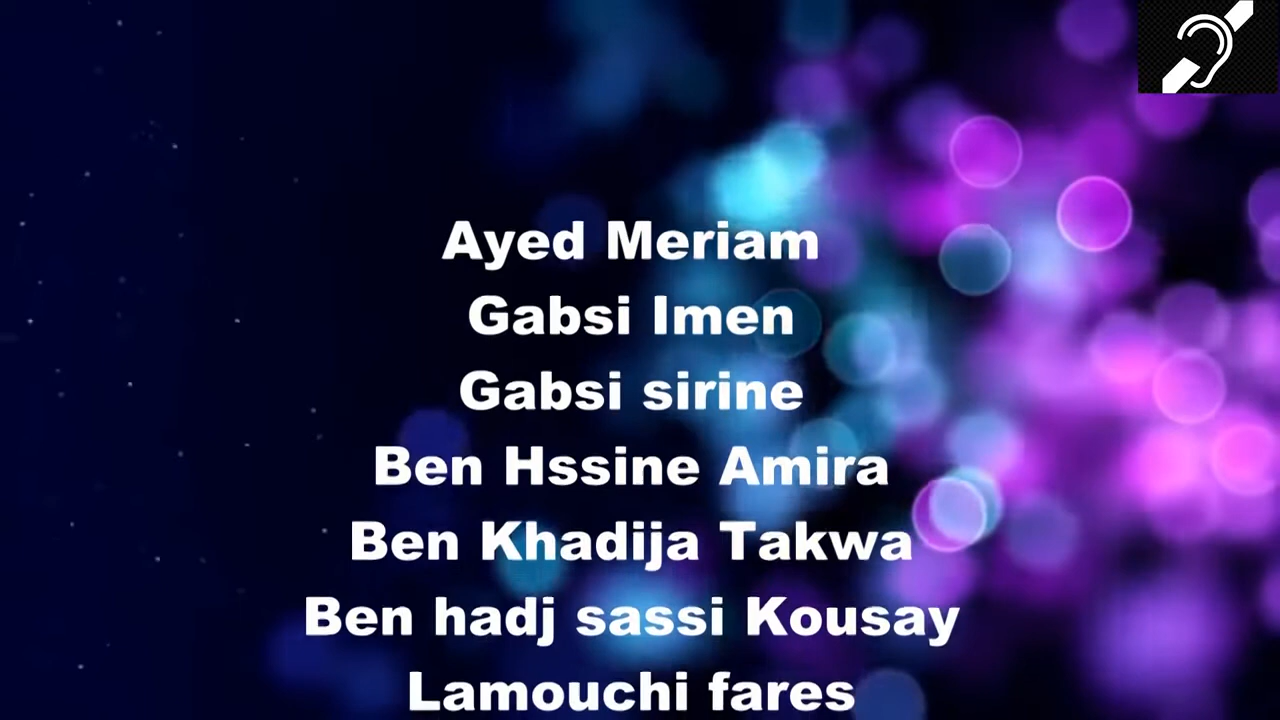 Ayed Meriam
Gabsi Imen
Gabsi sirine
Ben Hssine Amira
Ben Khadija Takwa
Ben hadj sassi Kousay
Lamouchi fares